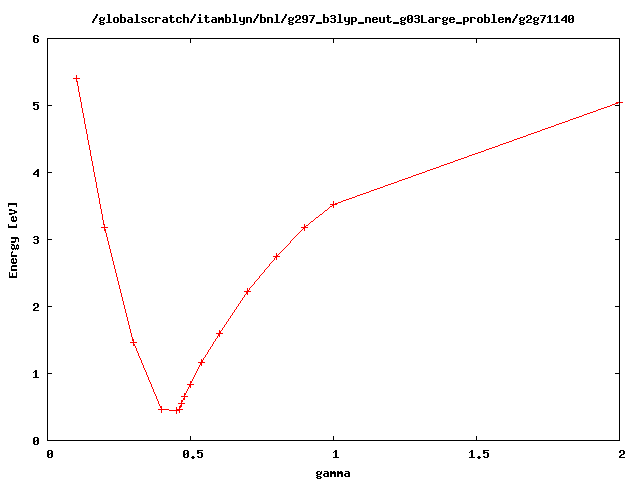 /globalscratch/itamblyn/bnl/g297_b3lyp_neut_g03Large_problem/g2g71140
6
5
4
3
2
1
0
Energy [eV]
0 0.5 1 1.5 2
gamma